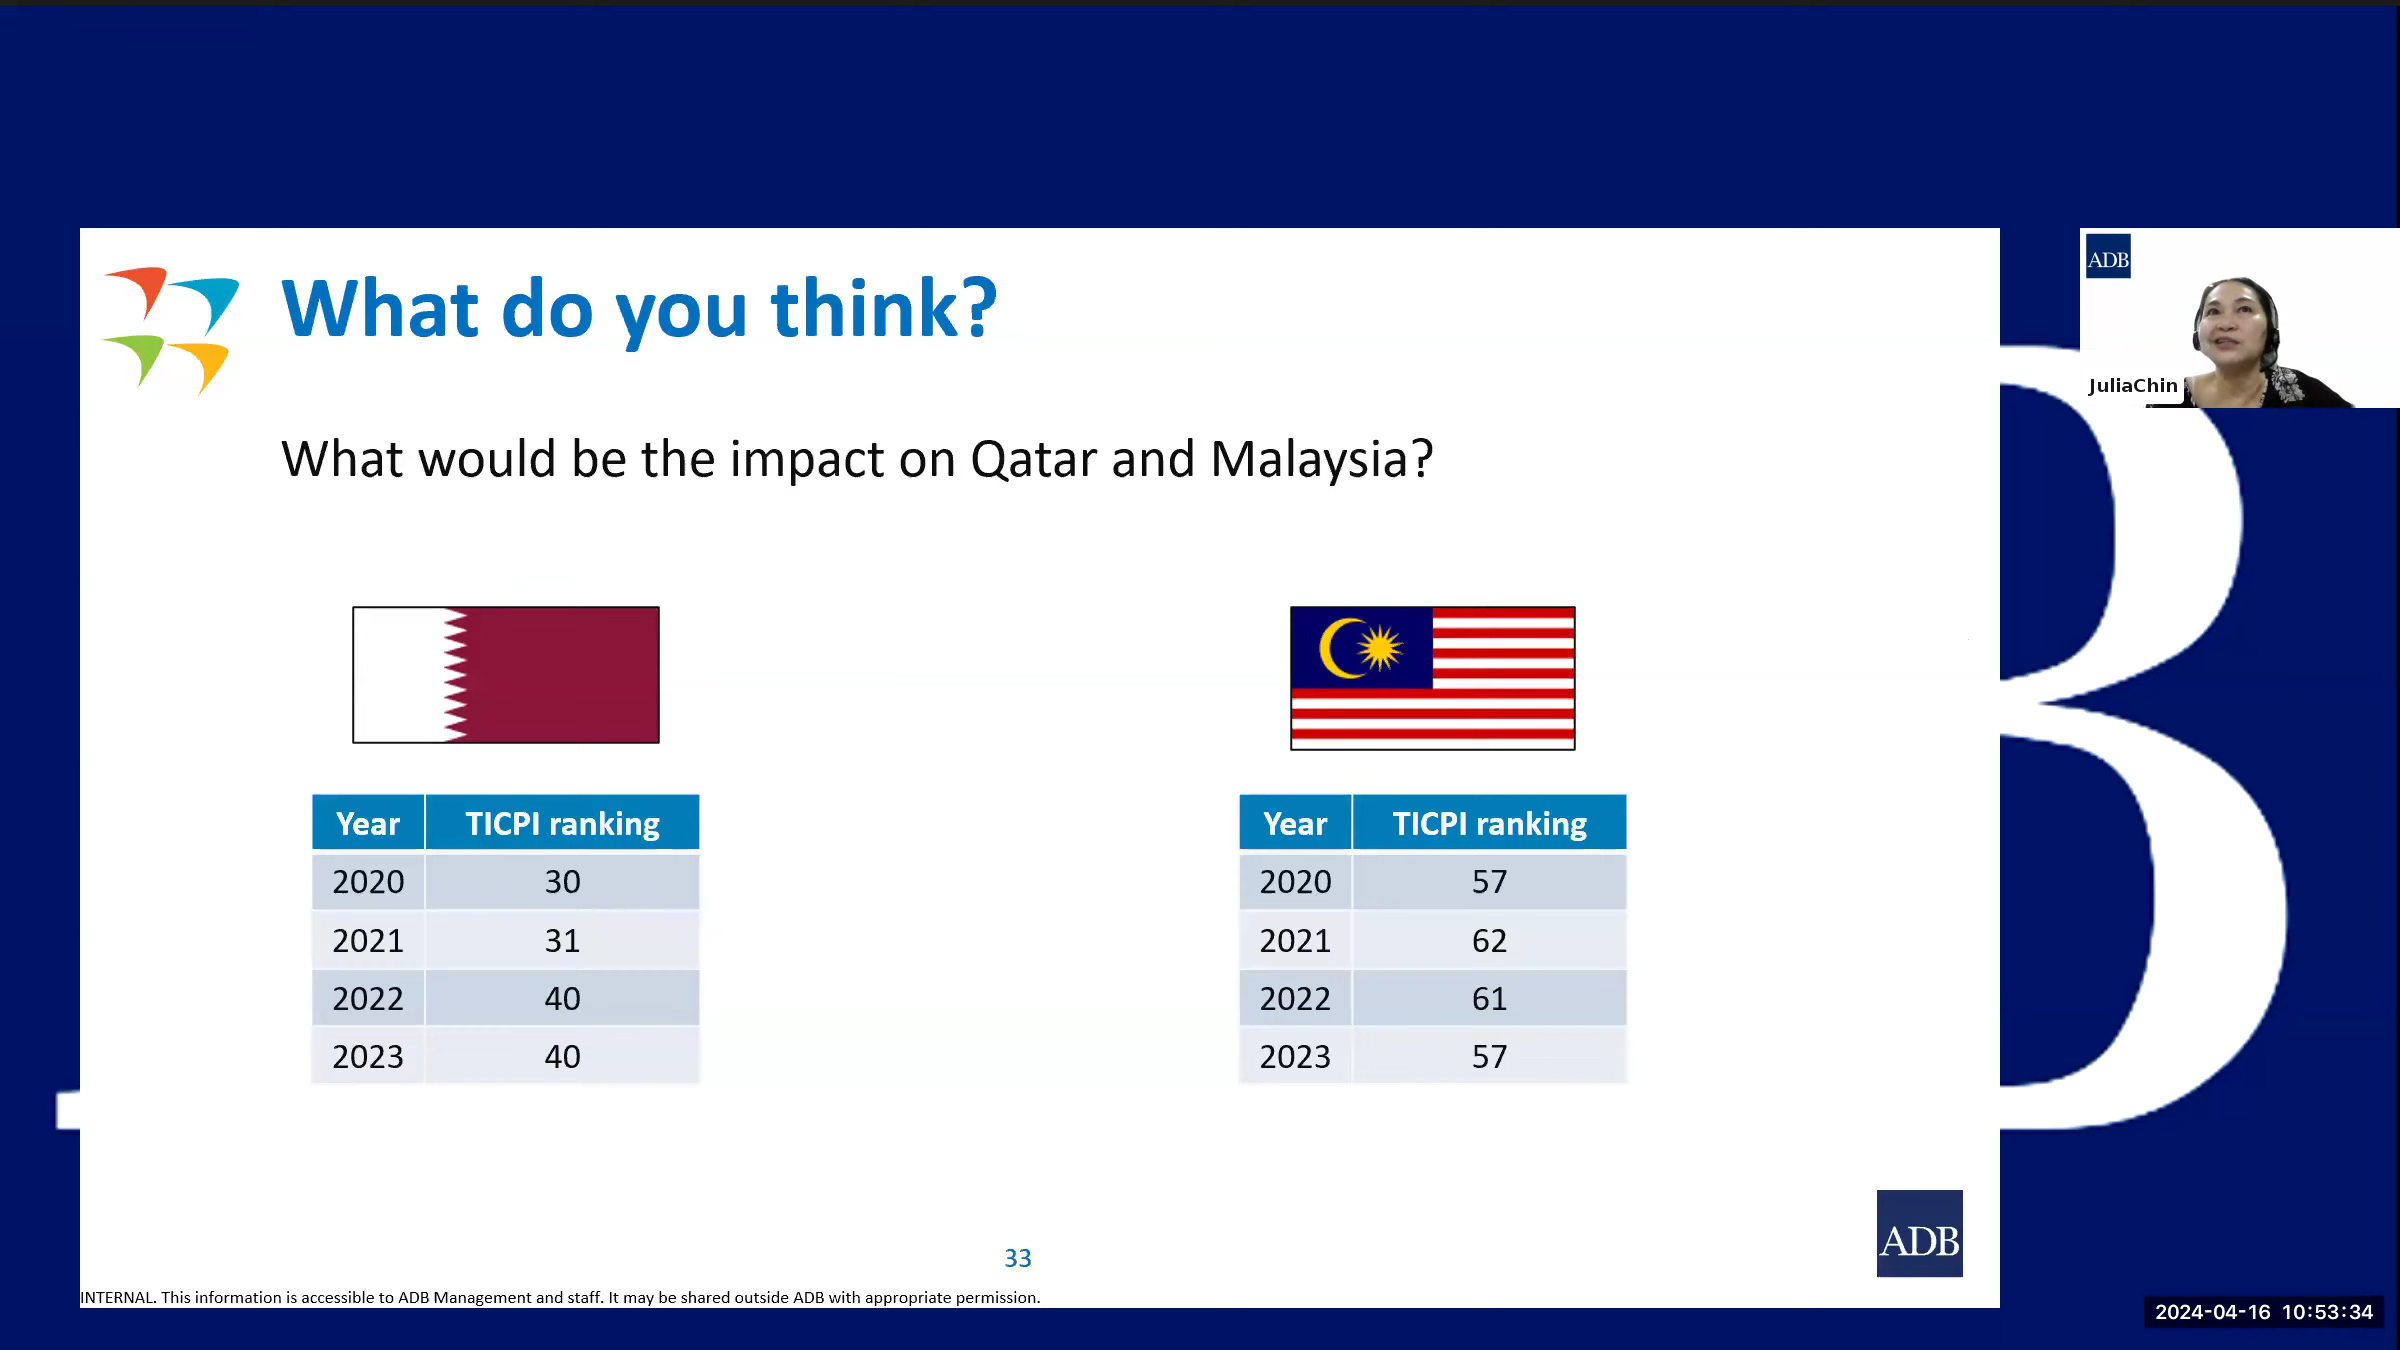 What do you think?
What would be the impact on Qatar and Malaysia?
Year TICPI ranking
2020 30
2021 31
2022 40
2023 40
Year TICPI ranking
2020 57
2021 62
2022 61
2023 57
ADB
33
INTERNAL. This information is accessible to ADB Management and staff. It may be shared outside ADB with appropriate permission.
ADB
JuliaChin
2024-04-16 10:53:34